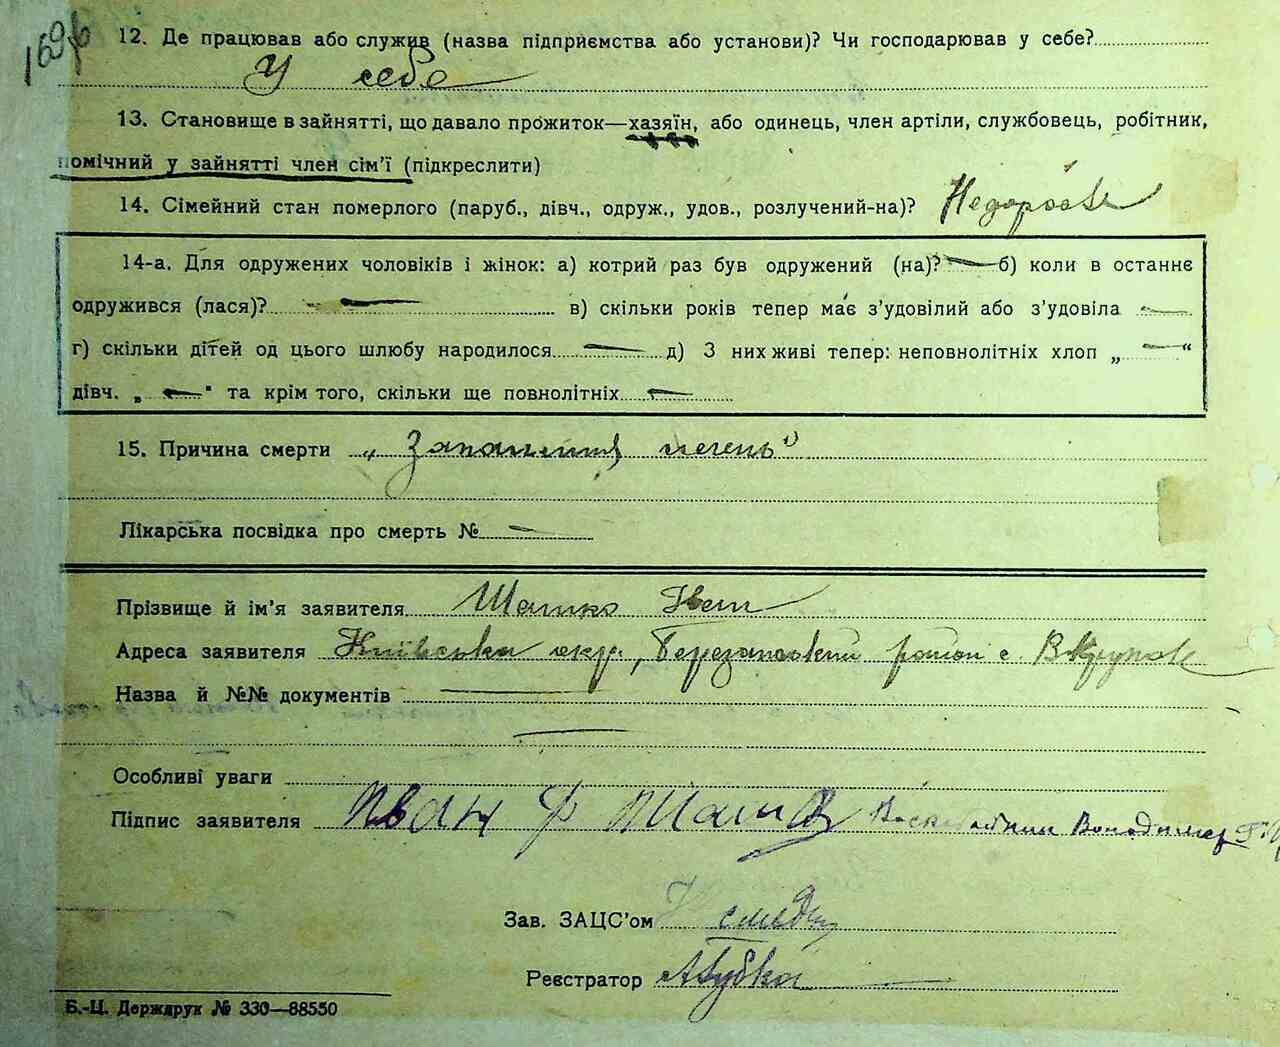 169
12. Де працював або служив (назва підприємства або установи)? Чи господарював у себе?
У себе
13. Становище в зайнятті, що давало прожиток—хазяїн, або одинець, член артіли, службовець, робітник,
помічний у зайнятті член сім'ї (підкреслити)
14. Сімейний стан померлого (паруб., дівч., одруж., удов., розлучений-на)?
14-а. Для одружених чоловіків і жінок: а) котрий раз був одружений (на)? — б) коли в останнє
одружився (лася)? — в) скільки років тепер має з'удовілий або з'удовіла —
г) скільки дітей од цього шлюбу народилося — д) З них живі тепер: неповнолітніх хлоп „ — “
дівч. „ — " та крім того, скільки ще повнолітніх —
15. Причина смерти „Запалення легень"
Лікарська посвідка про смерть № —
Прізвище й ім'я заявителя Шашко Іван
Адреса заявителя Київська окр., Березанський район с.
Назва й №№ документів —
—
Особливі уваги
Підпис заявителя Іван Ф Володимер
Зав. ЗАЦС'ом
Реєстратор
Б.-Ц. Держдрук № 330—88550